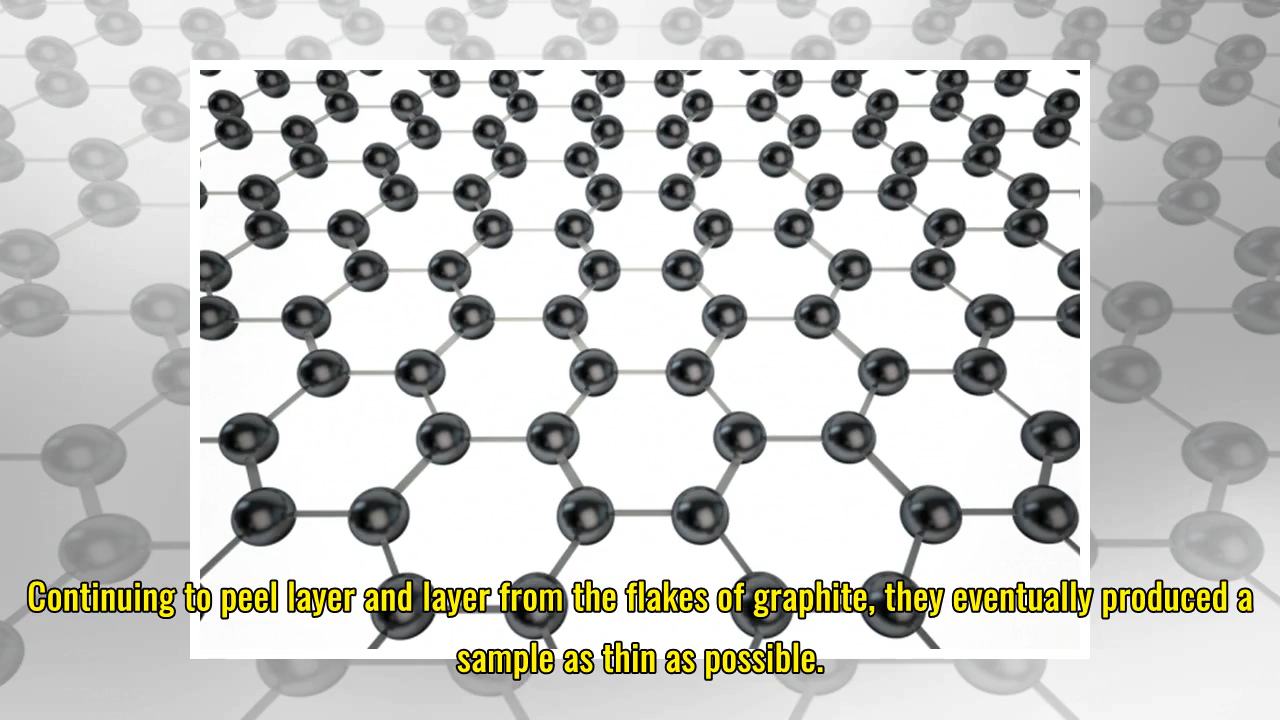 Continuing to peel layer and layer from the flakes of graphite, they eventually produced a
sample as thin as possible.